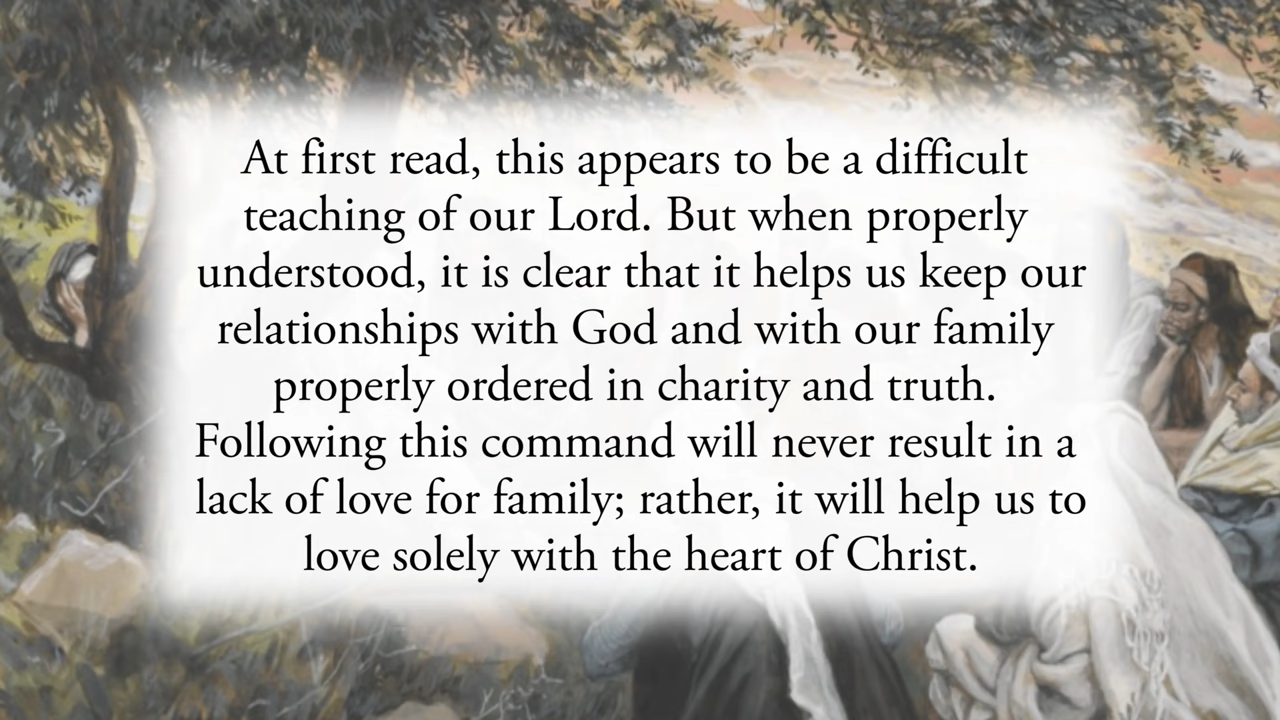 At first read, this appears to be a difficult
teaching of our Lord. But when properly
understood, it is clear that it helps us keep our
relationships with God and with our family
properly ordered in charity and truth.
Following this command will never result in a
lack of love for family; rather, it will help us to
love solely with the heart of Christ.